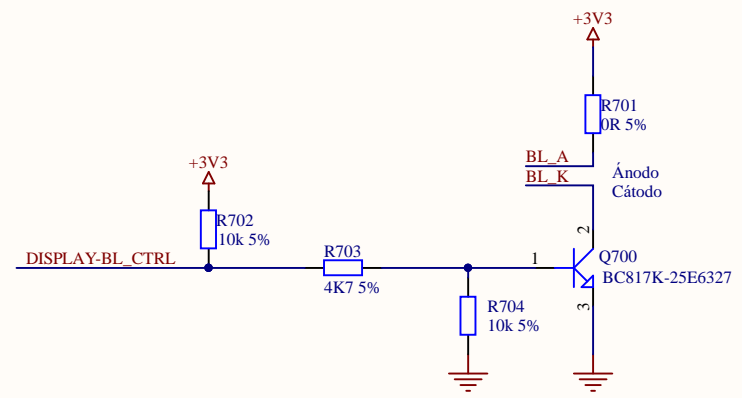 +3V3
R701
0R 5%
BL_A
BL_K
Ánodo
Cátodo
+3V3
R702
10k 5%
DISPLAY-BL_CTRL
R703
4K7 5%
R704
10k 5%
1
2
3
Q700
BC817K-25E6327